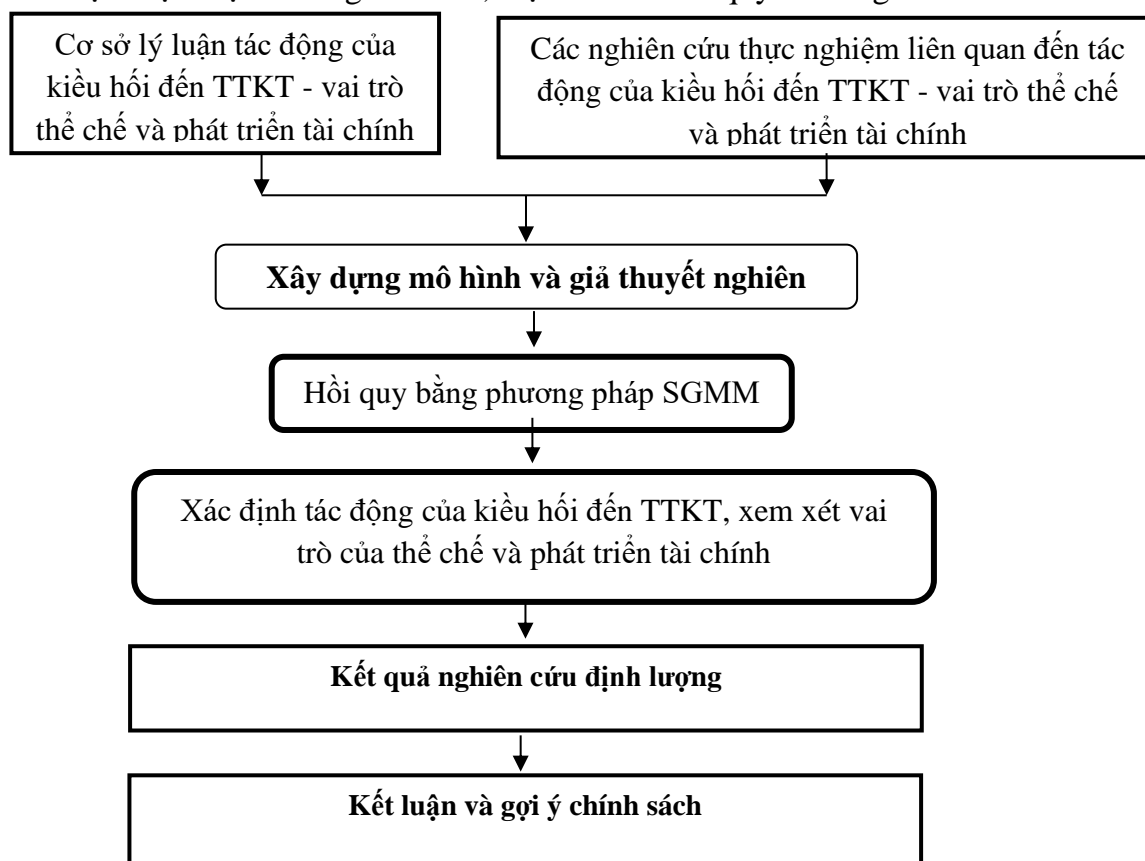 Cơ sở lý luận tác động của
kiều hối đến TTKT - vai trò
thể chế và phát triển tài chính
Các nghiên cứu thực nghiệm liên quan đến tác
động của kiều hối đến TTKT - vai trò thể chế
và phát triển tài chính
Xây dựng mô hình và giả thuyết nghiên
Hồi quy bằng phương pháp SGMM
Xác định tác động của kiều hối đến TTKT, xem xét vai
trò của thể chế và phát triển tài chính
Kết quả nghiên cứu định lượng
Kết luận và gợi ý chính sách